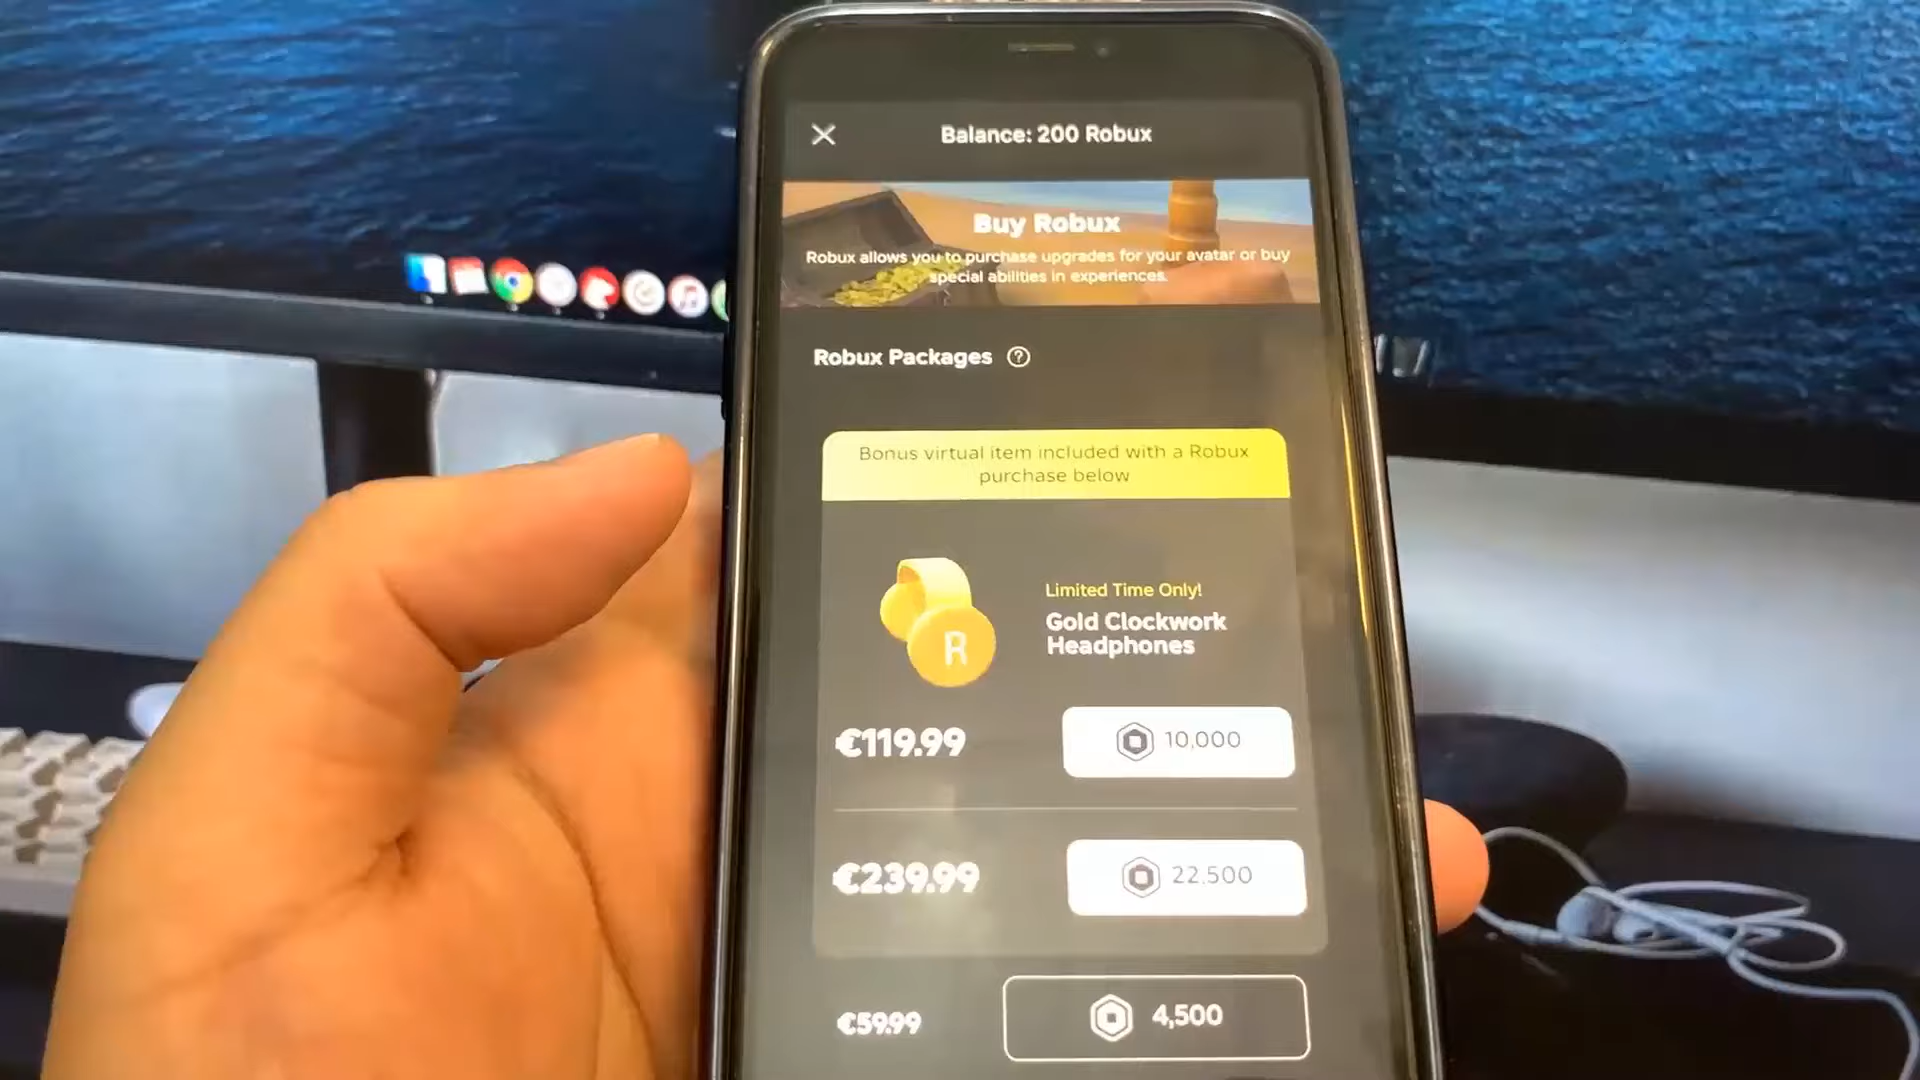 Balance: 200 Robux
Buy Robux
Robux allows you to purchase upgrades for your avatar or buy
special abilities in experiences.
Robux Packages ?
Bonus virtual item included with a Robux
purchase below
Limited Time Only!
Gold Clockwork
Headphones
R
€119.99 10,000
€239.99 22,500
€59.99 4,500